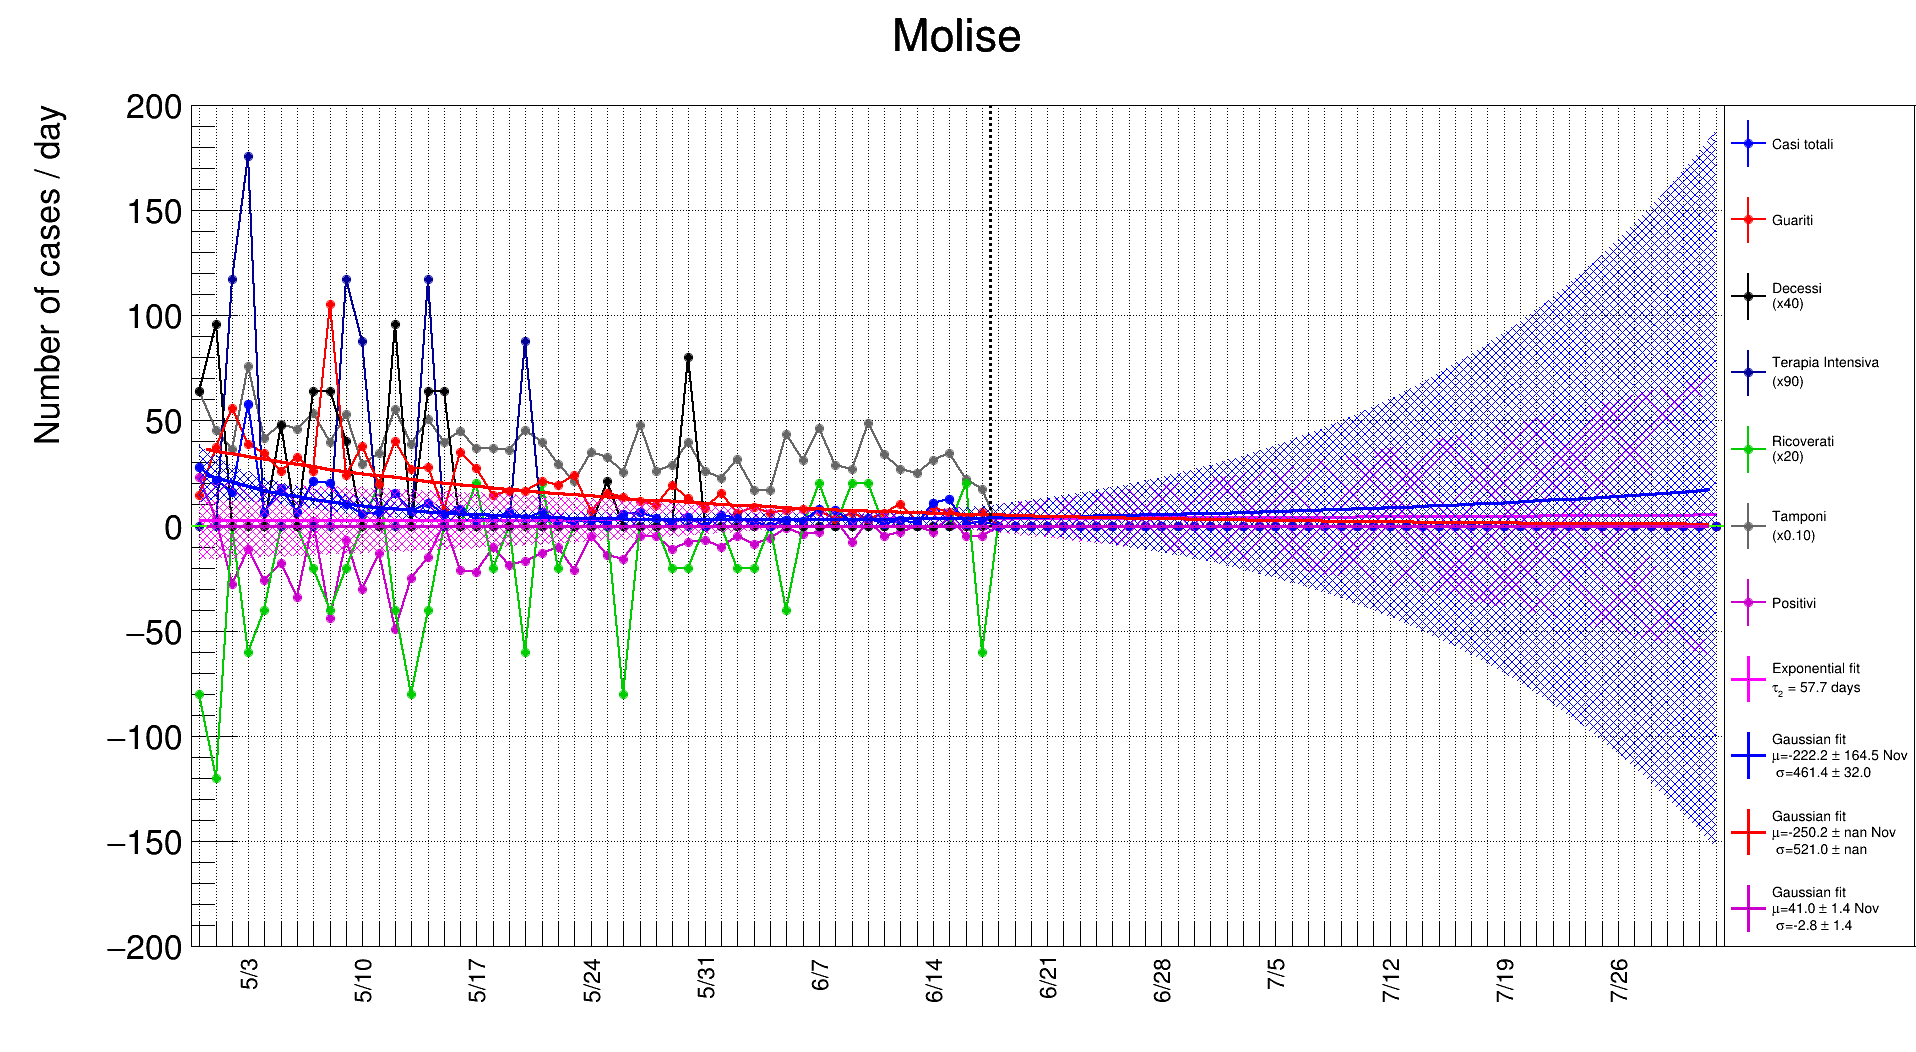 Molise
Number of cases / day
200
150
100
50
0
−50
−100
−150
−200
5/3
5/10
5/17
5/24
5/31
6/7
6/14
6/21
6/28
7/5
7/12
7/19
7/26
Casi totali
Guariti
Decessi
(x40)
Terapia Intensiva
(x90)
Ricoverati
(x20)
Tamponi
(x0.10)
Positivi
Exponential fit
τ₂ = 57.7 days
Gaussian fit
μ=-222.2 ± 164.5 Nov
σ=461.4 ± 32.0
Gaussian fit
μ=-250.2 ± nan Nov
σ=521.0 ± nan
Gaussian fit
μ=41.0 ± 1.4 Nov
σ=-2.8 ± 1.4